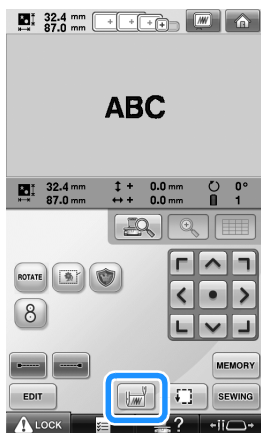 32.4 mm
87.0 mm
ABC
32.4 mm ↕ + 0.0 mm 0°
87.0 mm ↔ + 0.0 mm 1
ROTATE
8
MEMORY
EDIT
SEWING
LOCK
?